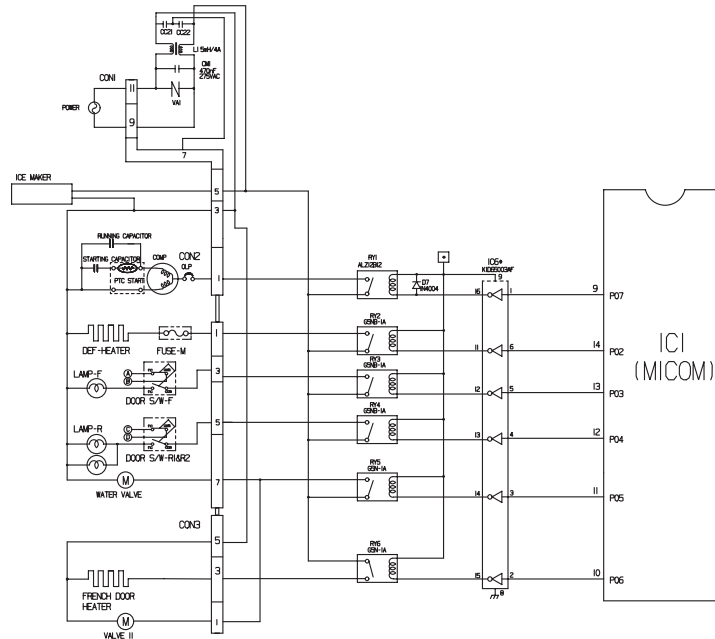 CC21 CC22
L1 5mH/4A
CM1
470nF
275VAC
VA1
CON1
11
9
POWER
7
ICE MAKER
5
3
RUNNING CAPACITOR
STARTING CAPACITOR
COMP
CON2
OLP
PTC START
1
RY1
ALZ12B12
D7
1N4004
IC6*
KID65003AF
9
16
1
9
P07
DEF-HEATER
FUSE-M
1
RY2
G5NB-1A
11
6
14
P02
IC1
(MICOM)
LAMP-F
A
B
DOOR S/W-F
3
RY3
G5NB-1A
12
5
13
P03
LAMP-R
C
D
DOOR S/W-R1&R2
5
RY4
G5NB-1A
13
4
12
P04
M
WATER VALVE
7
RY5
G5N-1A
14
3
11
P05
CON3
5
RY6
G5N-1A
3
15
2
10
P06
8
FRENCH DOOR
HEATER
M
VALVE II
1